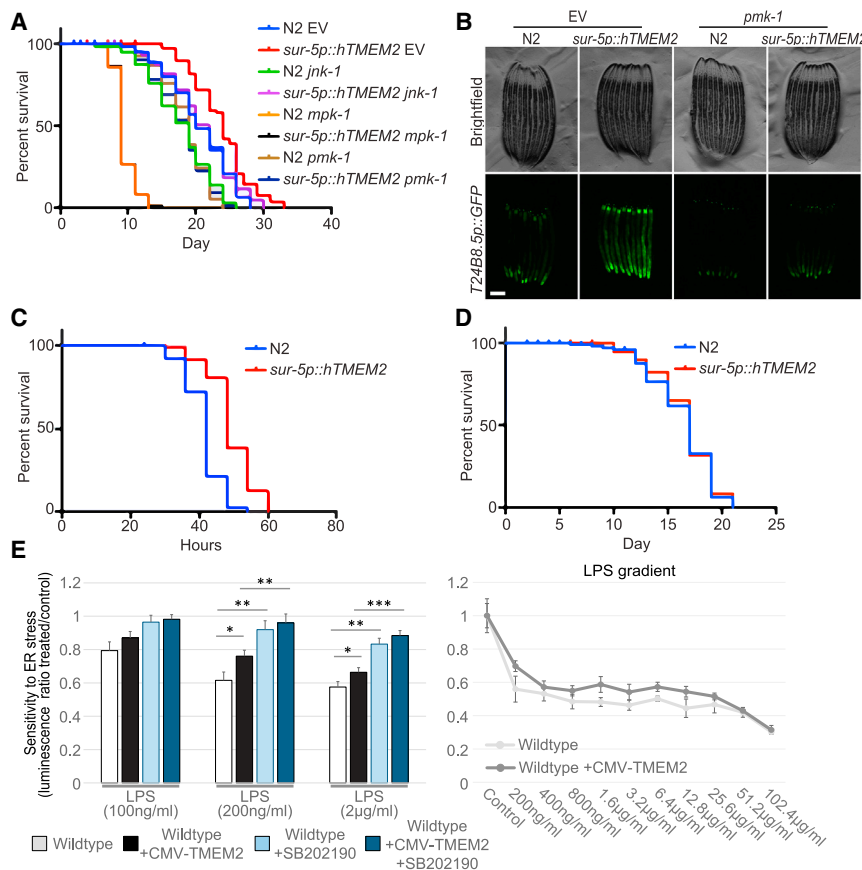 A
Percent survival
100
50
0
0 10 20 30 40
Day
N2 EV
sur-5p::hTMEM2 EV
N2 jnk-1
sur-5p::hTMEM2 jnk-1
N2 mpk-1
sur-5p::hTMEM2 mpk-1
N2 pmk-1
sur-5p::hTMEM2 pmk-1
B
EV pmk-1
N2 sur-5p::hTMEM2 N2 sur-5p::hTMEM2
Brightfield
T24B8.5p::GFP
C
Percent survival
100
50
0
0 20 40 60 80
Hours
N2
sur-5p::hTMEM2
D
Percent survival
100
50
0
0 5 10 15 20 25
Day
N2
sur-5p::hTMEM2
E
Sensitivity to ER stress
(luminescence ratio treated/control)
1.2
1
0.8
0.6
0.4
0.2
0
**
**
*
***
**
*
LPS LPS LPS
(100ng/ml) (200ng/ml) (2µg/ml)
Wildtype
Wildtype
+CMV-TMEM2
Wildtype
+SB202190
Wildtype
+CMV-TMEM2
+SB202190
LPS gradient
1.2
1
0.8
0.6
0.4
0.2
0
Wildtype
Wildtype +CMV-TMEM2
Control
200ng/ml
400ng/ml
800ng/ml
1.6µg/ml
3.2µg/ml
6.4µg/ml
12.8µg/ml
25.6µg/ml
51.2µg/ml
102.4µg/ml